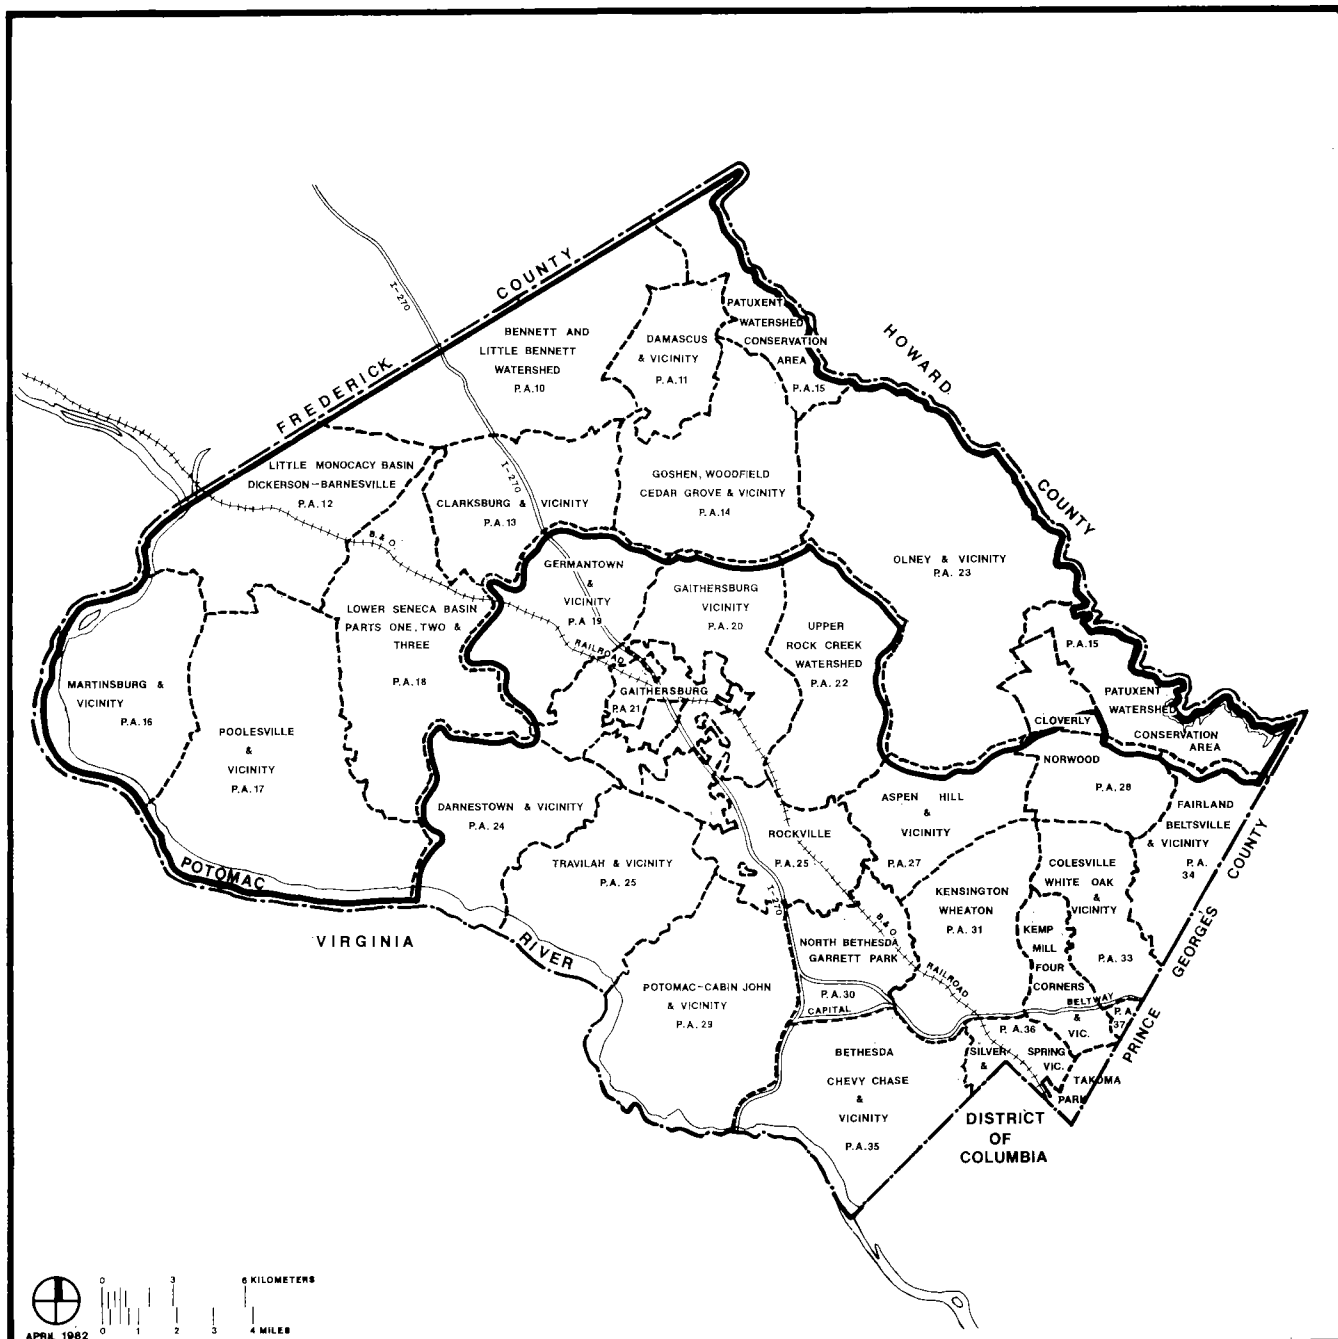 FREDERICK COUNTY
I-270
HOWARD COUNTY
BENNETT AND
LITTLE BENNETT
WATERSHED
P.A.10
DAMASCUS
& VICINITY
P.A.11
PATUXENT
WATERSHED
CONSERVATION
AREA
P.A.15
LITTLE MONOCACY BASIN
DICKERSON-BARNESVILLE
P.A.12
B.& O.
RAILROAD
I-270
CLARKSBURG & VICINITY
P.A.13
GOSHEN, WOODFIELD
CEDAR GROVE & VICINITY
P.A.14
OLNEY & VICINITY
P.A. 23
GERMANTOWN
&
VICINITY
P.A 19
GAITHERSBURG
VICINITY
P.A.20
UPPER
ROCK CREEK
WATERSHED
P.A.22
LOWER SENECA BASIN
PARTS ONE, TWO &
THREE
P.A.18
MARTINSBURG &
VICINITY
P.A.16
POOLESVILLE
&
VICINITY
P.A.17
GAITHERSBURG
P.A 21
P.A.15
PATUXENT
WATERSHED
CONSERVATION
AREA
CLOVERLY
NORWOOD
P.A.28
DARNESTOWN & VICINITY
P.A. 24
TRAVILAH & VICINITY
P.A. 25
ROCKVILLE
P.A.25
ASPEN HILL
&
VICINITY
P.A.27
FAIRLAND
BELTSVILLE
& VICINITY
P.A.
34
COLESVILLE
WHITE OAK
&
VICINITY
P.A.33
KENSINGTON
WHEATON
P.A.31
KEMP
MILL
FOUR
CORNERS
&
VIC.
I-270
B.& O.
RAILROAD
NORTH BETHESDA
GARRETT PARK
P.A.30
CAPITAL
BELTWAY
POTOMAC-CABIN JOHN
& VICINITY
P.A.29
BETHESDA
CHEVY CHASE
&
VICINITY
P.A.35
P.A.36
SILVER SPRING
& VIC.
P.A.
37
TAKOMA
PARK
POTOMAC RIVER
VIRGINIA
PRINCE GEORGE'S COUNTY
DISTRICT
OF
COLUMBIA
0 3 6 KILOMETERS
0 1 2 3 4 MILES
APRIL 1982